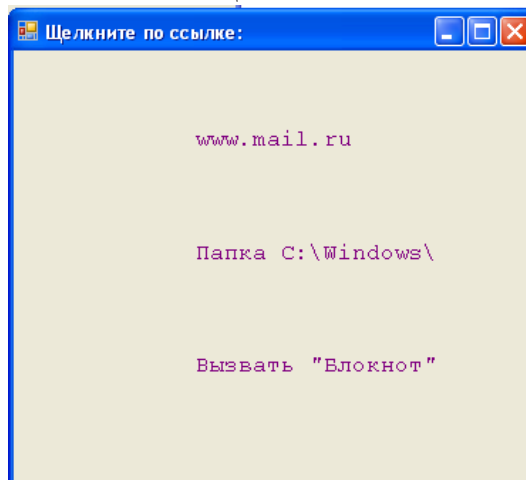 Щелкните по ссылке:
www.mail.ru
Папка C:\Windows\
Вызвать "Блокнот"